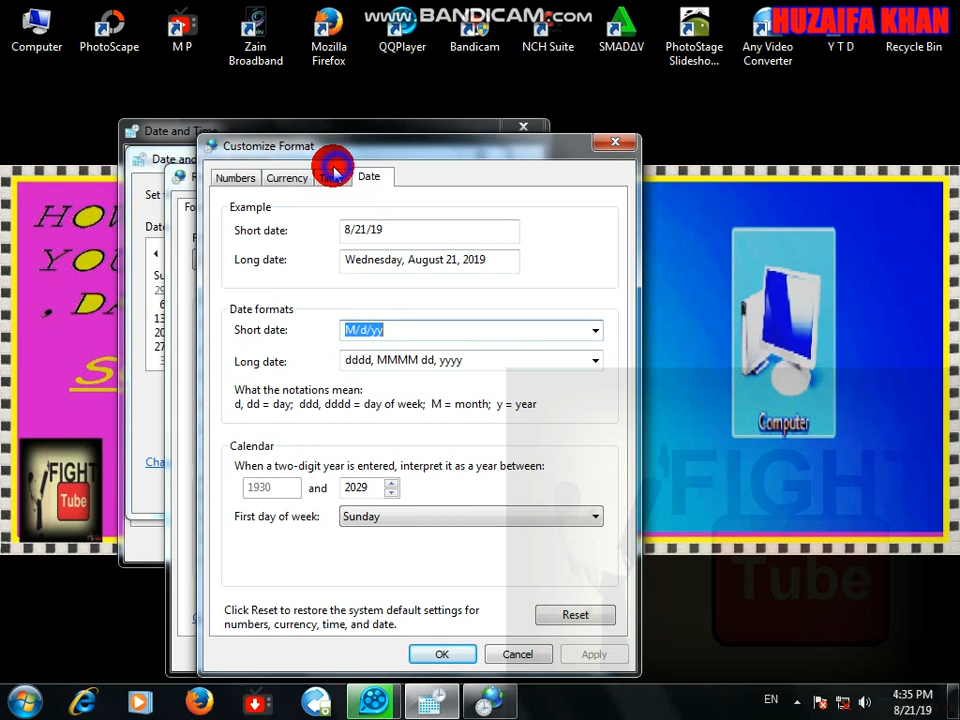 WWW.BANDICAM.COM
HUZAIFA KHAN
Computer
PhotoScape
M P
Zain Broadband
Mozilla Firefox
QQPlayer
Bandicam
NCH Suite
SMADΔV
PhotoStage Slidesho...
Any Video Converter
Y T D
Recycle Bin
Date and Time
Customize Format
Numbers
Currency
Date
Example
Short date:
8/21/19
Long date:
Wednesday, August 21, 2019
Date formats
Short date:
M/d/yy
Long date:
dddd, MMMM dd, yyyy
What the notations mean:
d, dd = day;  ddd, dddd = day of week;  M = month;  y = year
Calendar
When a two-digit year is entered, interpret it as a year between:
1930
and
2029
First day of week:
Sunday
Click Reset to restore the system default settings for
numbers, currency, time, and date.
Reset
OK
Cancel
Apply
Computer
FIGHT
Tube
FIGHT
Tube
EN
4:35 PM
8/21/19